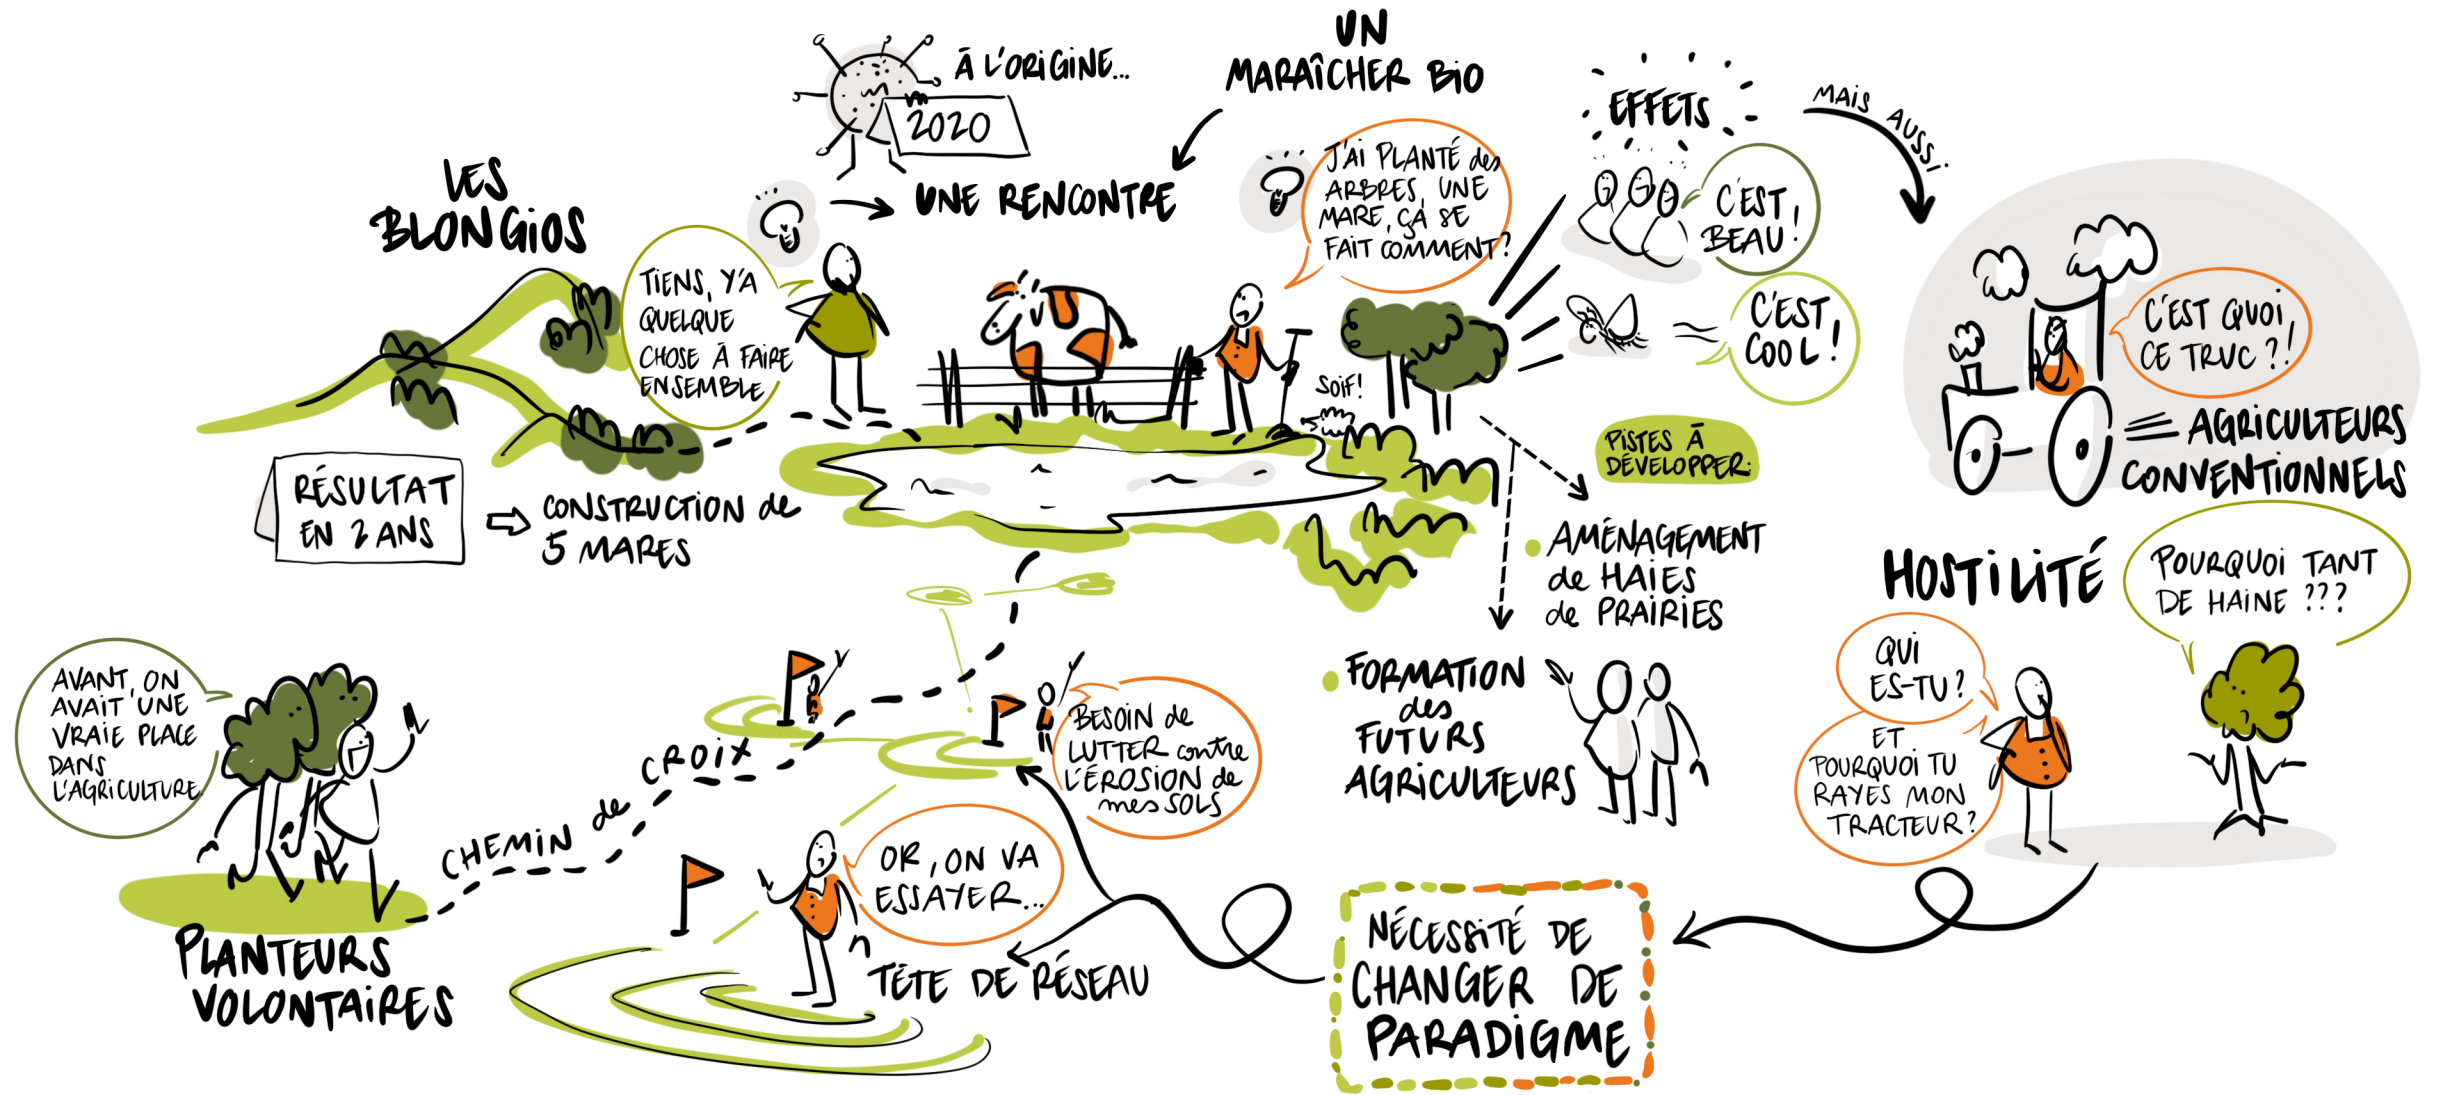 À L'ORIGINE...
2020
UN
MARAÎCHER BIO
UNE RENCONTRE
LES
BLONGIOS
TIENS, Y'A
QUELQUE
CHOSE À FAIRE
ENSEMBLE
J'AI PLANTÉ des
ARBRES, UNE
MARE, ÇA SE
FAIT COMMENT?
SOIF!
EFFETS
C'EST
BEAU!
C'EST
COOL!
MAIS AUSSI
C'EST QUOI
CE TRUC?!
AGRICULTEURS
CONVENTIONNELS
RÉSULTAT
EN 2 ANS
CONSTRUCTION de
5 MARES
PISTES À
DÉVELOPPER:
AMÉNAGEMENT
de HAIES
de PRAIRIES
FORMATION
des
FUTURS
AGRICULTEURS
HOSTILITÉ
POURQUOI TANT
DE HAINE ???
QUI
ES-TU?
ET
POURQUOI TU
RAYES MON
TRACTEUR?
NÉCESSITÉ DE
CHANGER DE
PARADIGME
BESOIN de
LUTTER contre
L'ÉROSION de
mes SOLS
OR, ON VA
ESSAYER...
TÊTE DE RÉSEAU
CHEMIN de CROIX
AVANT, ON
AVAIT UNE
VRAIE PLACE
DANS
L'AGRICULTURE
PLANTEURS
VOLONTAIRES